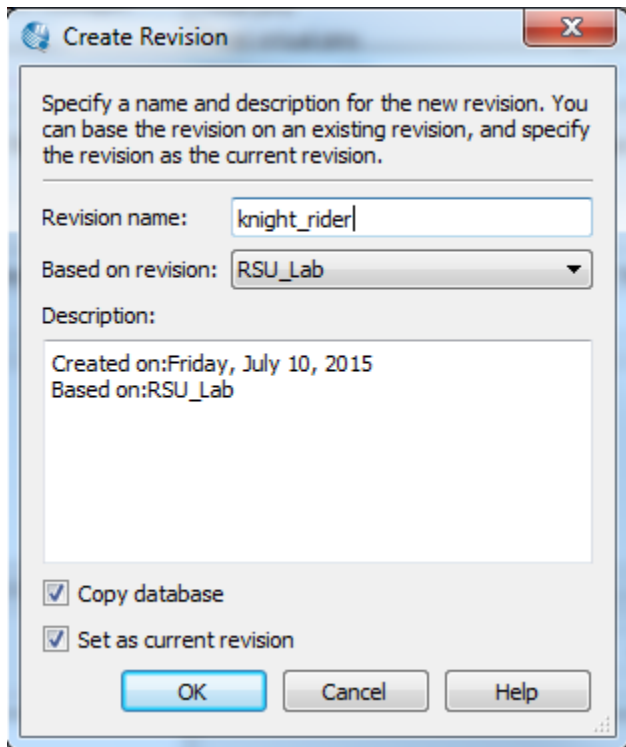 Create Revision
Specify a name and description for the new revision. You
can base the revision on an existing revision, and specify
the revision as the current revision.
Revision name: knight_rider
Based on revision: RSU_Lab
Description:
Created on:Friday, July 10, 2015
Based on:RSU_Lab
Copy database
Set as current revision
OK Cancel Help